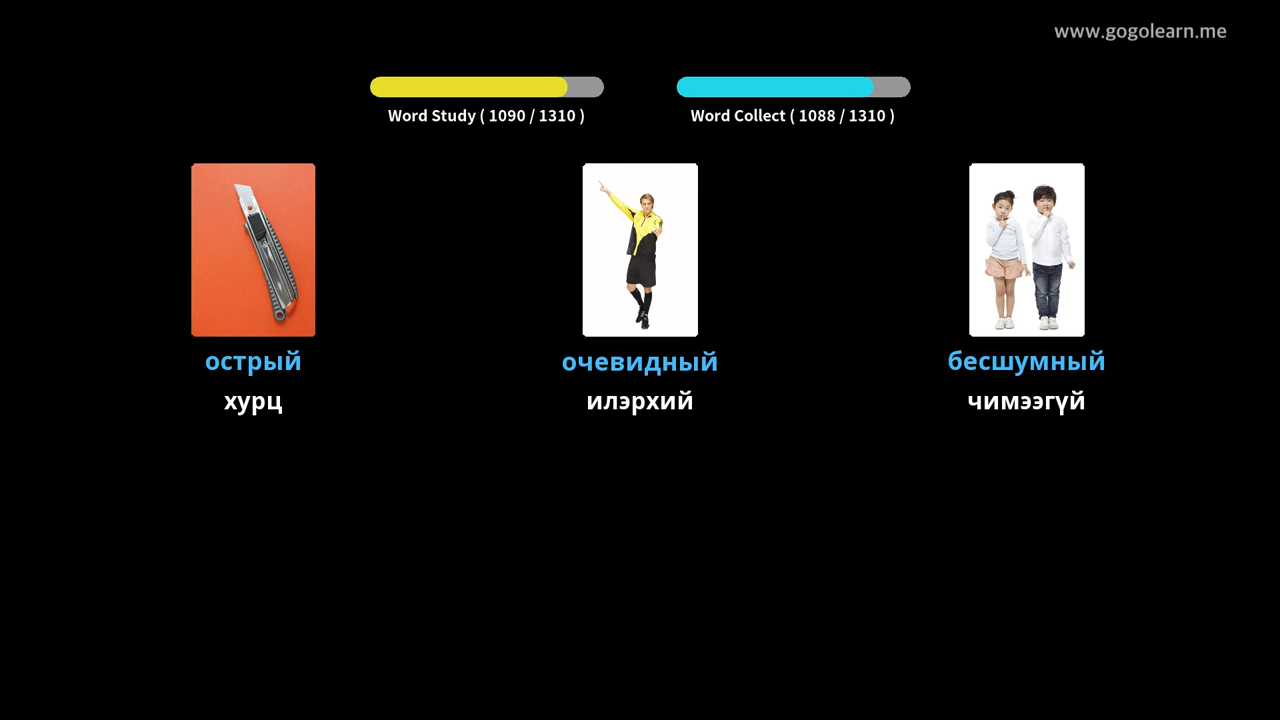 www.gogolearn.me
Word Study ( 1090 / 1310 )
Word Collect ( 1088 / 1310 )
острый
очевидный
бесшумный
хурц
илэрхий
чимээгүй